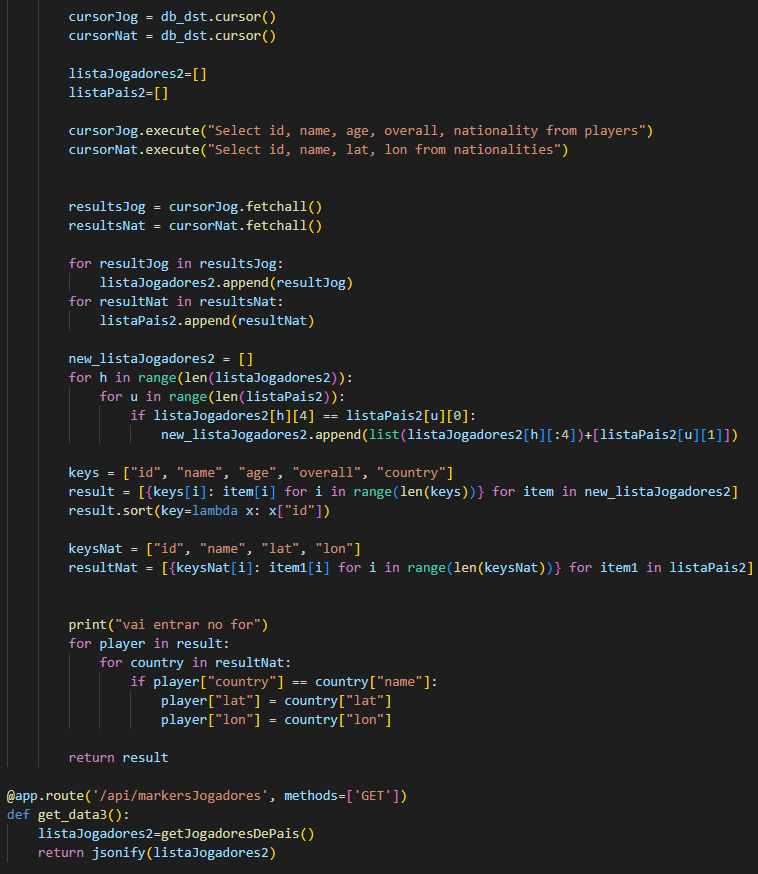 cursorJog = db_dst.cursor()
cursorNat = db_dst.cursor()
listaJogadores2=[]
listaPais2=[]
cursorJog.execute("Select id, name, age, overall, nationality from players")
cursorNat.execute("Select id, name, lat, lon from nationalities")
resultsJog = cursorJog.fetchall()
resultsNat = cursorNat.fetchall()
for resultJog in resultsJog:
listaJogadores2.append(resultJog)
for resultNat in resultsNat:
listaPais2.append(resultNat)
new_listaJogadores2 = []
for h in range(len(listaJogadores2)):
for u in range(len(listaPais2)):
if listaJogadores2[h][4] == listaPais2[u][0]:
new_listaJogadores2.append(list(listaJogadores2[h][:4])+[listaPais2[u][1]])
keys = ["id", "name", "age", "overall", "country"]
result = [{keys[i]: item[i] for i in range(len(keys))} for item in new_listaJogadores2]
result.sort(key=lambda x: x["id"])
keysNat = ["id", "name", "lat", "lon"]
resultNat = [{keysNat[i]: item1[i] for i in range(len(keysNat))} for item1 in listaPais2]
print("vai entrar no for")
for player in result:
for country in resultNat:
if player["country"] == country["name"]:
player["lat"] = country["lat"]
player["lon"] = country["lon"]
return result
@app.route('/api/markersJogadores', methods=['GET'])
def get_data3():
listaJogadores2=getJogadoresDePais()
return jsonify(listaJogadores2)